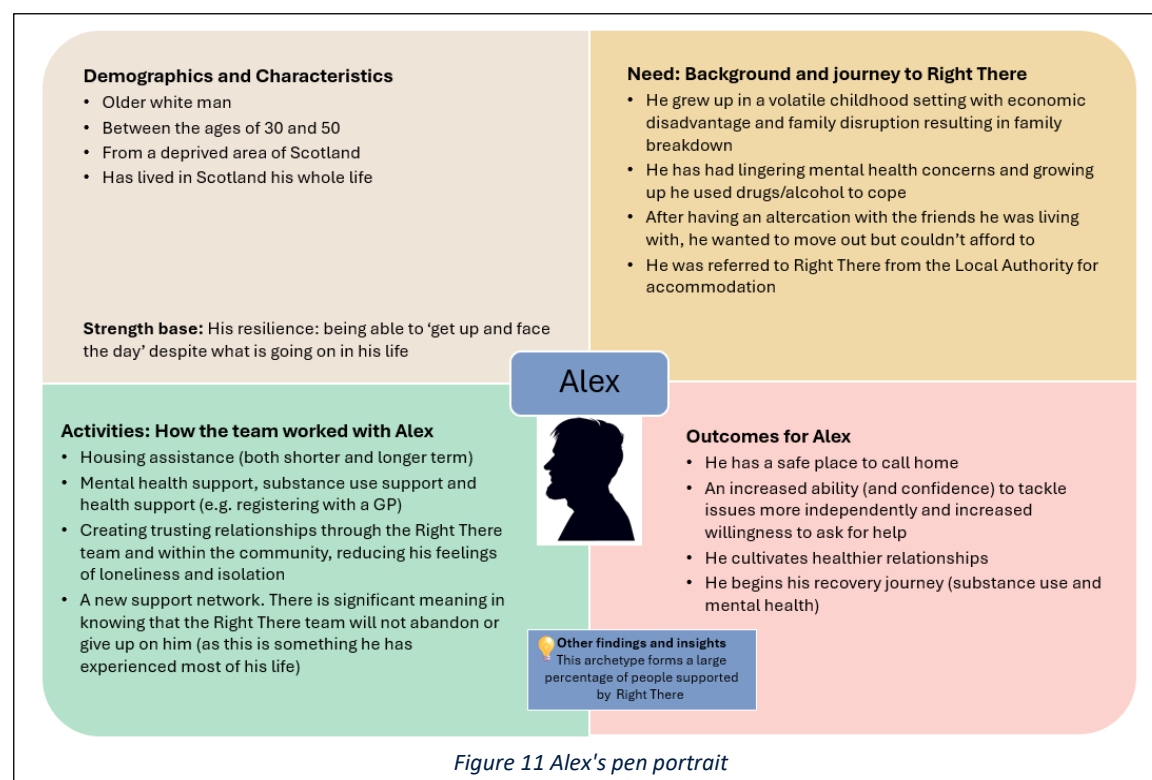 Demographics and Characteristics
• Older white man
• Between the ages of 30 and 50
• From a deprived area of Scotland
• Has lived in Scotland his whole life
Strength base: His resilience: being able to ‘get up and face
the day’ despite what is going on in his life
Need: Background and journey to Right There
• He grew up in a volatile childhood setting with economic
disadvantage and family disruption resulting in family
breakdown
• He has had lingering mental health concerns and growing
up he used drugs/alcohol to cope
• After having an altercation with the friends he was living
with, he wanted to move out but couldn’t afford to
• He was referred to Right There from the Local Authority for
accommodation
Alex
Activities: How the team worked with Alex
• Housing assistance (both shorter and longer term)
• Mental health support, substance use support and
health support (e.g. registering with a GP)
• Creating trusting relationships through the Right There
team and within the community, reducing his feelings
of loneliness and isolation
• A new support network. There is significant meaning in
knowing that the Right There team will not abandon or
give up on him (as this is something he has
experienced most of his life)
Outcomes for Alex
• He has a safe place to call home
• An increased ability (and confidence) to tackle
issues more independently and increased
willingness to ask for help
• He cultivates healthier relationships
• He begins his recovery journey (substance use and
mental health)
Other findings and insights
This archetype forms a large
percentage of people supported
by Right There
Figure 11 Alex's pen portrait